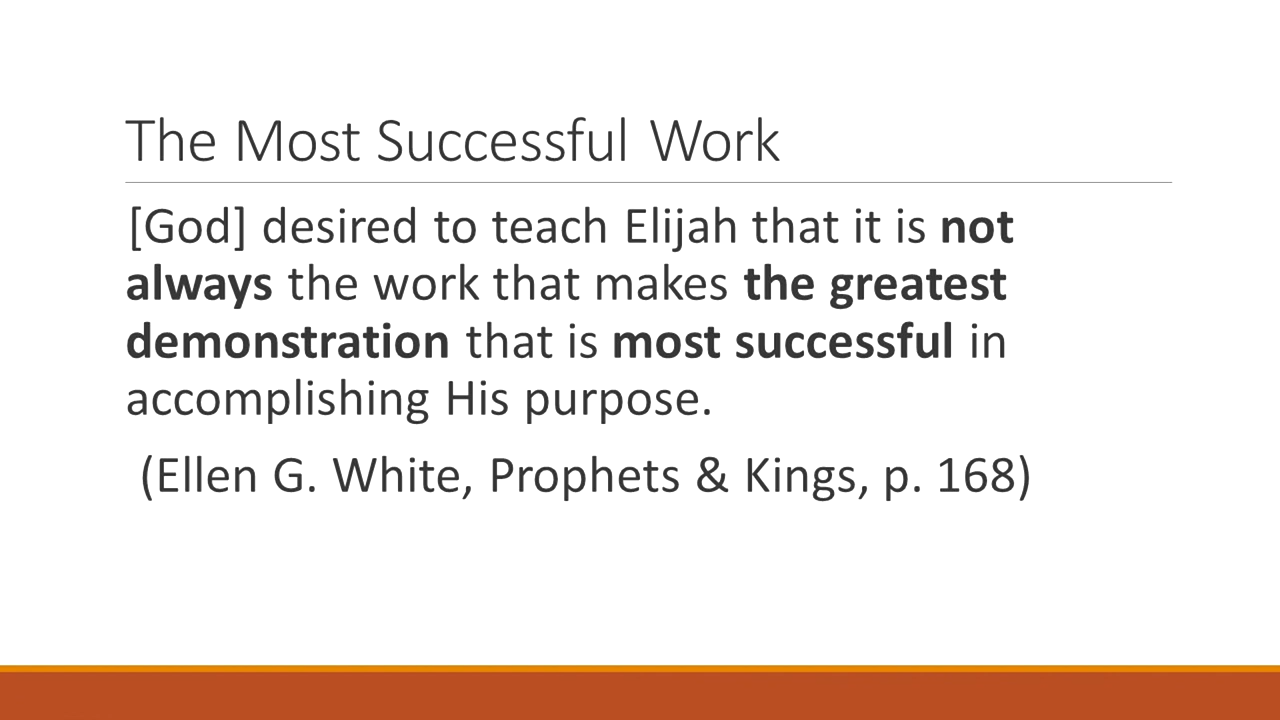 The Most Successful Work
[God] desired to teach Elijah that it is not
always the work that makes the greatest
demonstration that is most successful in
accomplishing His purpose.
(Ellen G. White, Prophets & Kings, p. 168)